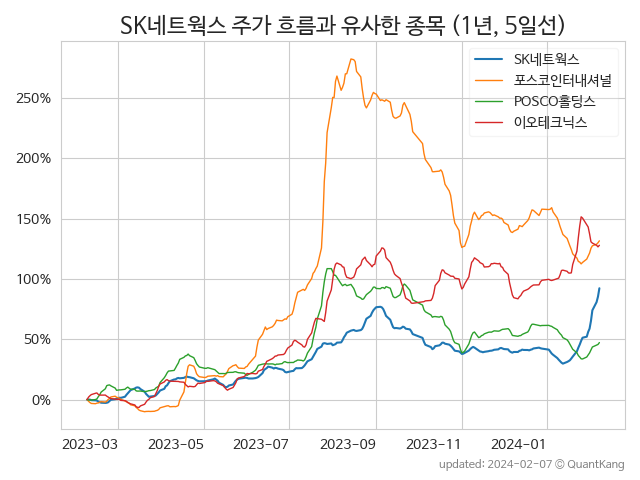 SK네트웍스 주가 흐름과 유사한 종목 (1년, 5일선)
SK네트웍스
포스코인터내셔널
POSCO홀딩스
이오테크닉스
250%
200%
150%
100%
50%
0%
2023-03 2023-05 2023-07 2023-09 2023-11 2024-01
updated: 2024-02-07 © QuantKang